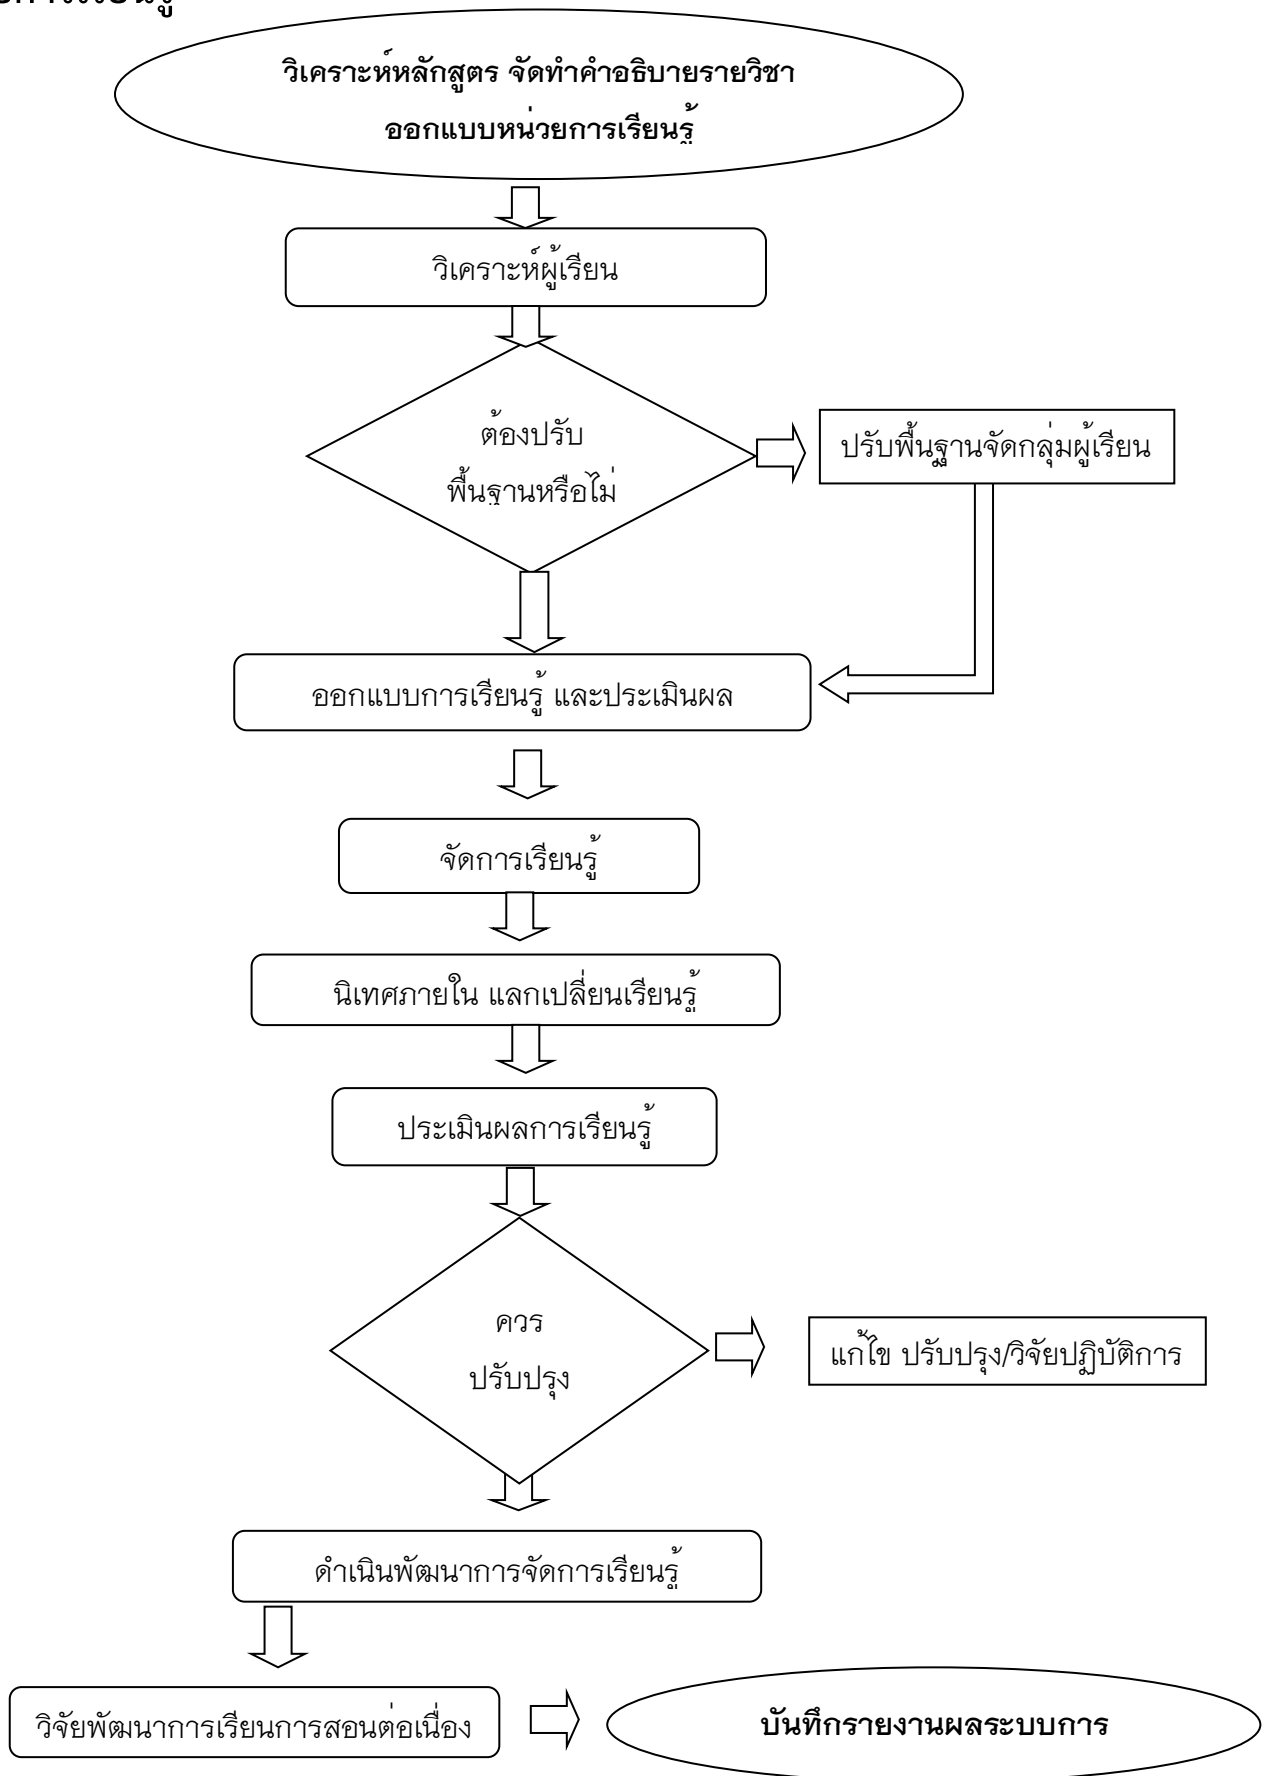 วิเคราะห์หลักสูตร จัดทำคำอธิบายรายวิชา
ออกแบบหน่วยการเรียนรู้
วิเคราะห์ผู้เรียน
ต้องปรับ
พื้นฐานหรือไม่
ปรับพื้นฐานจัดกลุ่มผู้เรียน
ออกแบบการเรียนรู้ และประเมินผล
จัดการเรียนรู้
นิเทศภายใน แลกเปลี่ยนเรียนรู้
ประเมินผลการเรียนรู้
ควร
ปรับปรุง
แก้ไข ปรับปรุง/วิจัยปฏิบัติการ
ดำเนินพัฒนาการจัดการเรียนรู้
วิจัยพัฒนาการเรียนการสอนต่อเนื่อง
บันทึกรายงานผลระบบการ